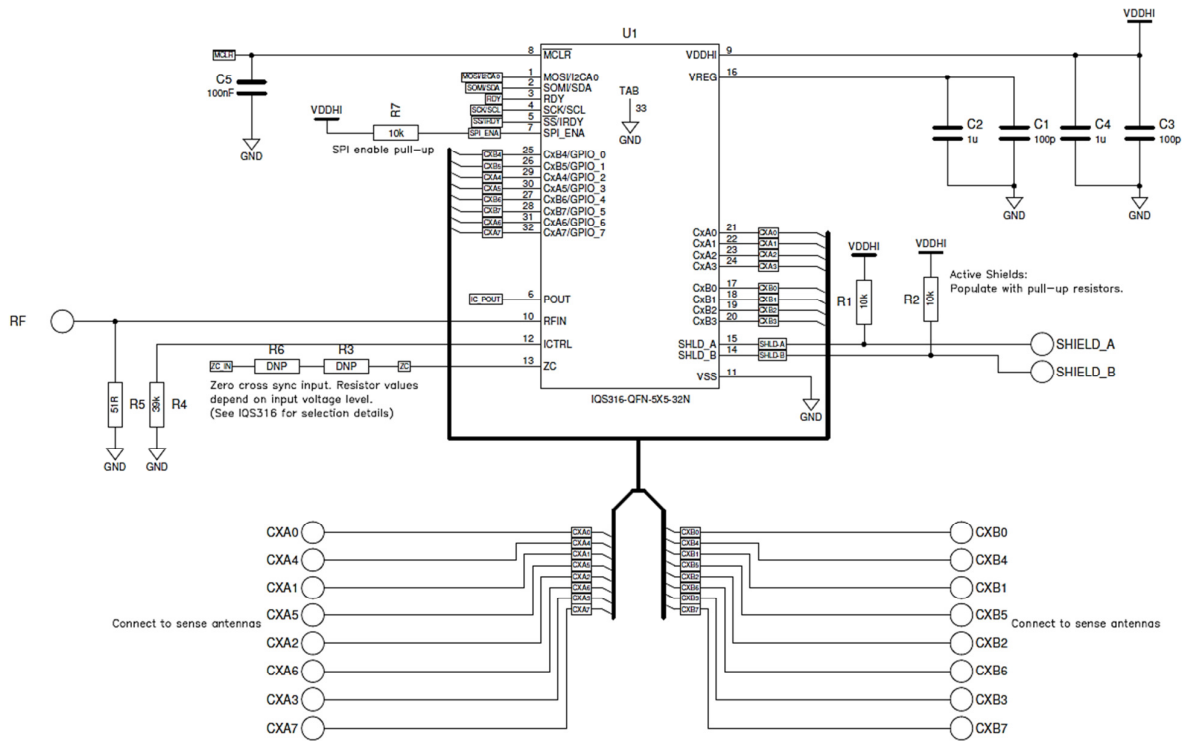 VDDHI
U1
MCLR
8
MCLR
VDDHI
9
C5
100nF
GND
MOSI/I2CA0
1
MOSI/I2CA0
SOMI/SDA
2
SOMI/SDA
RDY
3
RDY
SCK/SCL
4
SCK/SCL
SS/IRDY
5
SS/IRDY
SPI_ENA
7
SPI_ENA
VREG
16
TAB
33
GND
VDDHI
R7
10k
SPI enable pull-up
C2
1u
C1
100p
C4
1u
C3
100p
GND
GND
CXB4
25
CxB4/GPIO_0
CXB5
26
CxB5/GPIO_1
CXA4
29
CxA4/GPIO_2
CXA5
30
CxA5/GPIO_3
CXB6
27
CxB6/GPIO_4
CXB7
28
CxB7/GPIO_5
CXA6
31
CxA6/GPIO_6
CXA7
32
CxA7/GPIO_7
CxA0
21
CXA0
CxA1
22
CXA1
CxA2
23
CXA2
CxA3
24
CXA3
CxB0
17
CXB0
CxB1
18
CXB1
CxB2
19
CXB2
CxB3
20
CXB3
VDDHI
R1
10k
VDDHI
R2
10k
Active Shields:
Populate with pull-up resistors.
IC_POUT
6
POUT
RF
10
RFIN
12
ICTRL
13
ZC
SHLD_A
15
SHLD-A
SHIELD_A
SHLD_B
14
SHLD-B
SHIELD_B
VSS
11
GND
ZC_IN
R6
DNP
R3
DNP
ZC
Zero cross sync input. Resistor values
depend on input voltage level.
(See IQS316 for selection details)
51R
R5
39k
R4
GND
GND
IQS316-QFN-5X5-32N
CXA0
CXA0
CXB0
CXB0
CXA4
CXA4
CXB4
CXB4
CXA1
CXA1
CXB1
CXB1
CXA5
CXA5
CXB5
CXB5
Connect to sense antennas
Connect to sense antennas
CXA2
CXA2
CXB2
CXB2
CXA6
CXA6
CXB6
CXB6
CXA3
CXA3
CXB3
CXB3
CXA7
CXA7
CXB7
CXB7